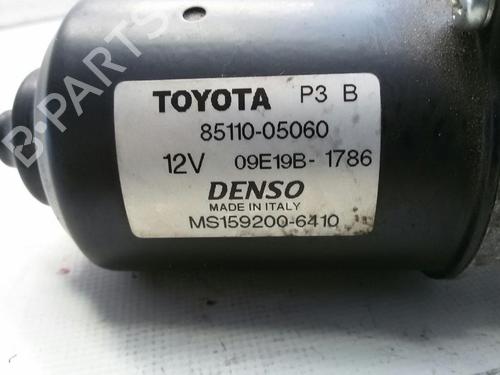 B-PARTS
TOYOTA P3 B
85110-05060
12V 09E19B-1786
DENSO
MADE IN ITALY
MS159200-6410